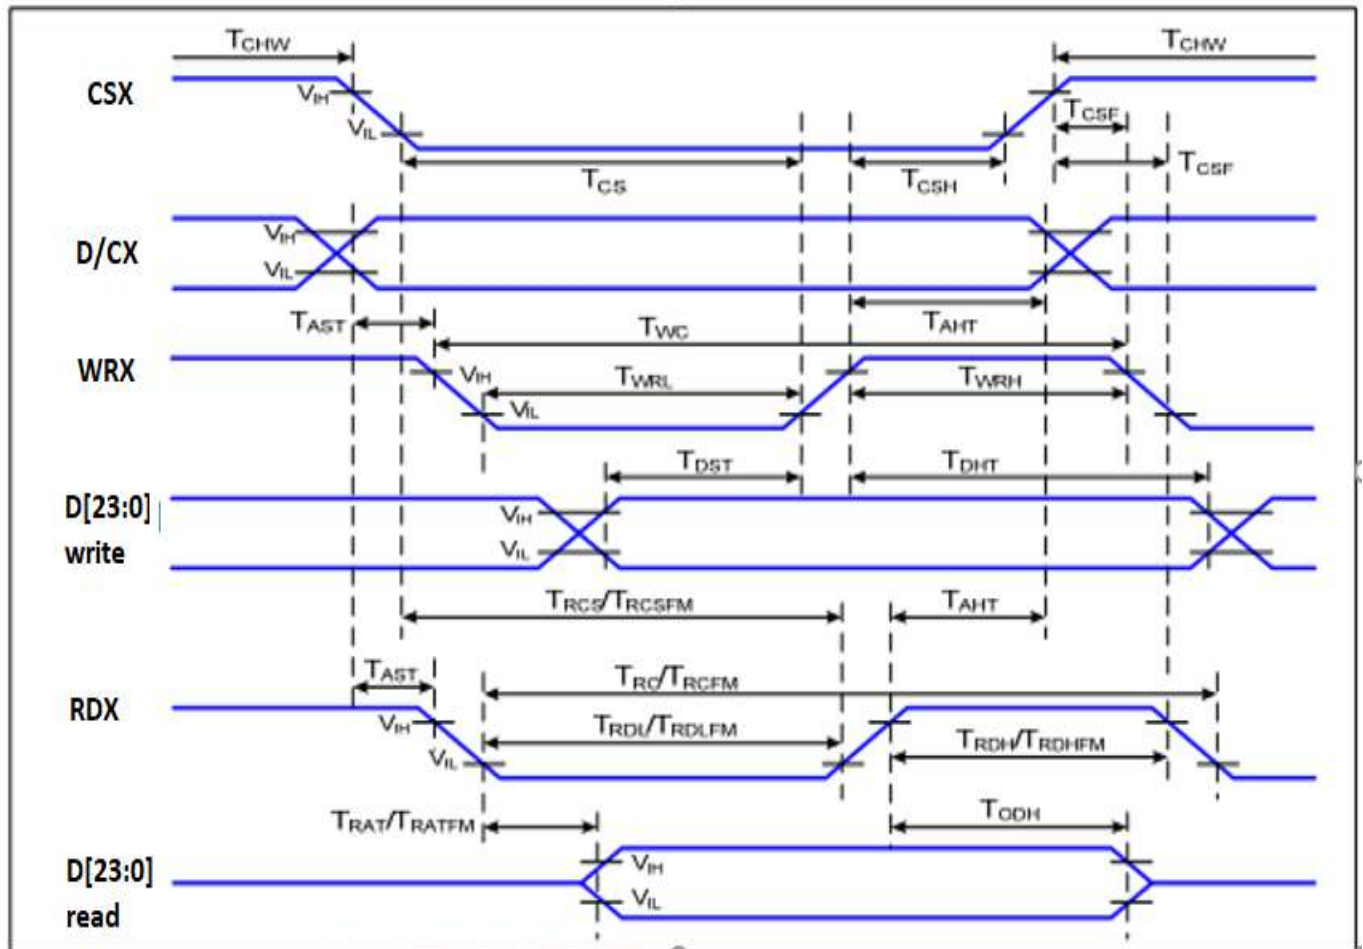 TCHW
TCHW
CSX
VIH
TCSF
VIL
TCSF
TCS
TCSH
VIH
D/CX
VIL
TAST
TWC
TAHT
WRX
VIH
TWRL
TWRH
VIL
TDST
TDHT
D[23:0]
VIH
write
VIL
TRCS/TRCSFM
TAHT
TAST
TRC/TRCFM
RDX
VIH
TRDL/TRDLFM
TRDH/TRDHFM
VIL
TRAT/TRATFM
TODH
D[23:0]
VIH
read
VIL